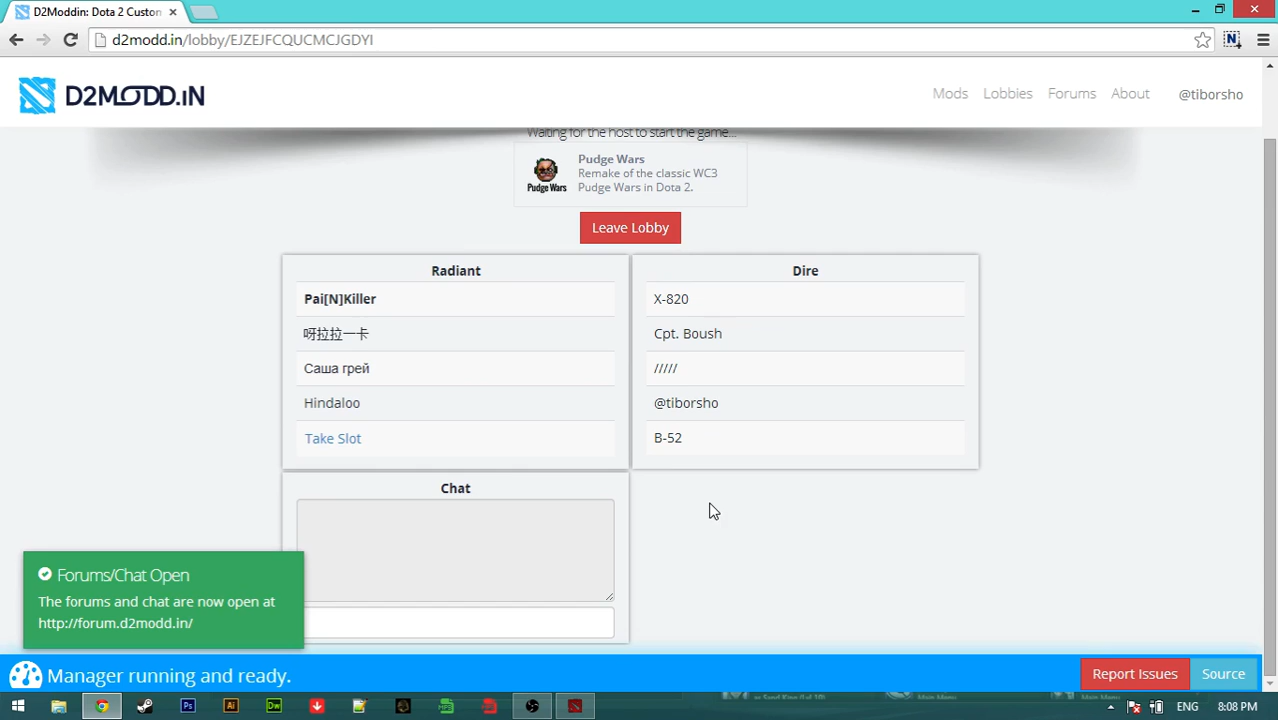 D2Moddin: Dota 2 Custom
d2modd.in/lobby/EJZEJFCQUCMCJGDYI
D2MODD.iN
Mods Lobbies Forums About @tiborsho
Waiting for the host to start the game...
Pudge Wars
Remake of the classic WC3
Pudge Wars in Dota 2.
Pudge Wars
Leave Lobby
Radiant
Pai[N]Killer
呀拉拉一卡
Саша грей
Hindaloo
Take Slot
Dire
X-820
Cpt. Boush
/////
@tiborsho
B-52
Chat
Forums/Chat Open
The forums and chat are now open at
http://forum.d2modd.in/
Manager running and ready.
Report Issues Source
ENG 8:08 PM